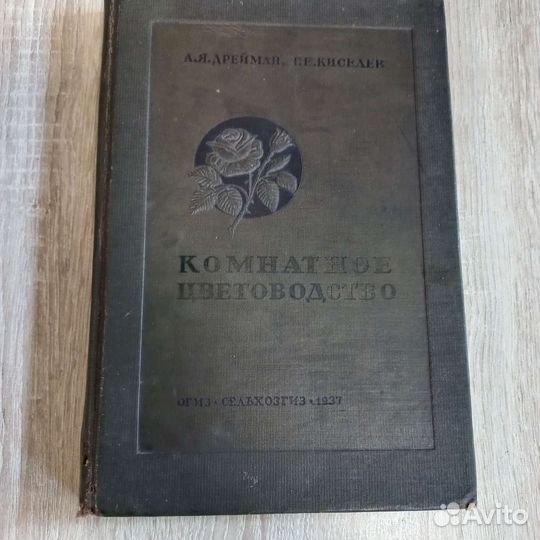 А.Я.ДРЕЙМАН, Г.Е.КИСЕЛЕВ
КОМНАТНОЕ
ЦВЕТОВОДСТВО
ОГИЗ • СЕЛЬХОЗГИЗ • 1937
Avito